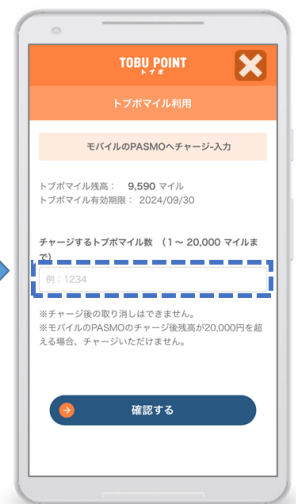 TOBU POINT
トブポ
トブポマイル利用
モバイルのPASMOへチャージ-入力
トブポマイル残高： 9,590 マイル
トブポマイル有効期限： 2024/09/30
チャージするトブポマイル数 （1～ 20,000 マイルま
で）
例：1234
※チャージ後の取り消しはできません。
※モバイルのPASMOのチャージ後残高が20,000円を超
える場合、チャージいただけません。
確認する